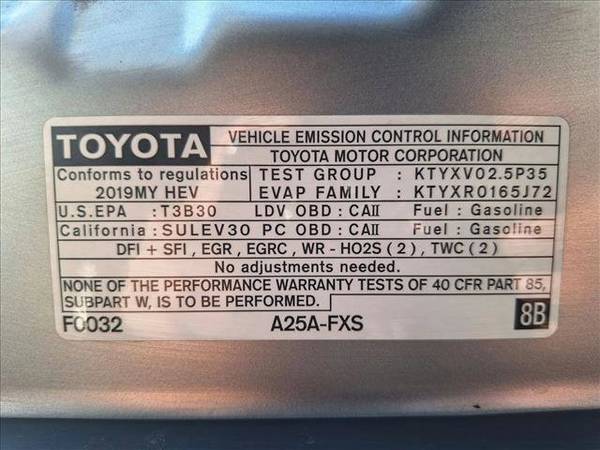 TOYOTA VEHICLE EMISSION CONTROL INFORMATION
TOYOTA MOTOR CORPORATION
Conforms to regulations TEST GROUP : KTYXV02.5P35
2019MY HEV EVAP FAMILY : KTYXR0165J72
U.S.EPA : T3B30 LDV OBD : CAII Fuel : Gasoline
California : SULEV30 PC OBD : CAII Fuel : Gasoline
DFI + SFI , EGR, EGRC, WR - HO2S ( 2 ) , TWC ( 2 )
No adjustments needed.
NONE OF THE PERFORMANCE WARRANTY TESTS OF 40 CFR PART 85,
SUBPART W, IS TO BE PERFORMED.
F0032 A25A-FXS 8B